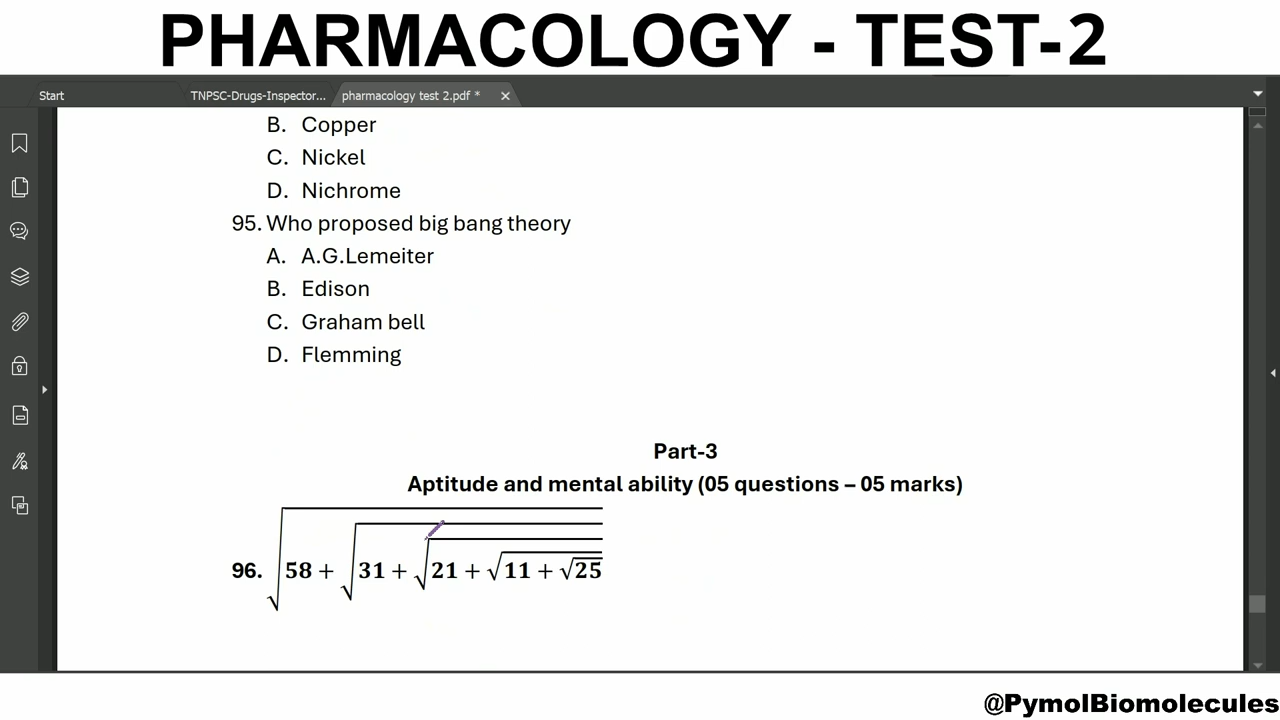 PHARMACOLOGY - TEST-2
Start TNPSC-Drugs-Inspector... pharmacology test 2.pdf *
B. Copper
C. Nickel
D. Nichrome
95. Who proposed big bang theory
A. A.G.Lemeiter
B. Edison
C. Graham bell
D. Flemming
Part-3
Aptitude and mental ability (05 questions – 05 marks)
96. √58 + √31 + √21 + √11 + √25
@PymolBiomolecules